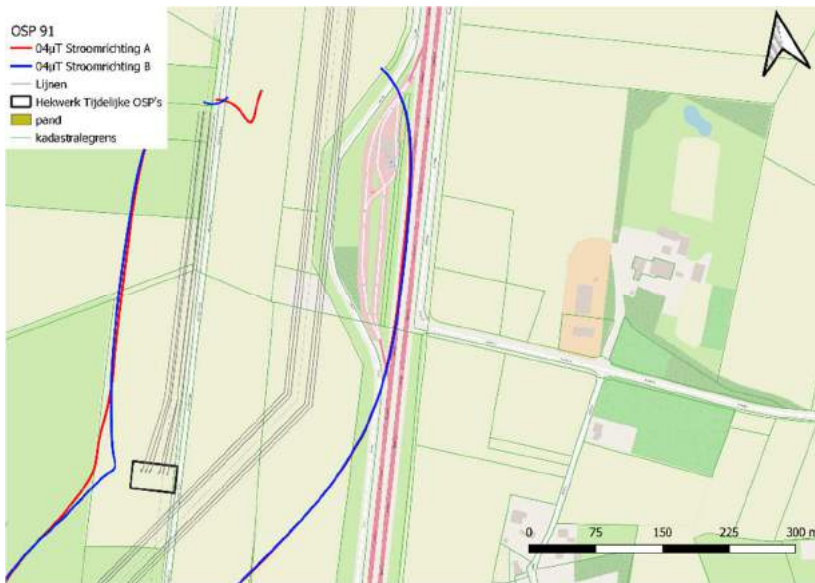 OSP 91
04µT Stroomrichting A
04µT Stroomrichting B
Lijnen
Hekwerk Tijdelijke OSP's
pand
kadastralegrens
0 75 150 225 300 m